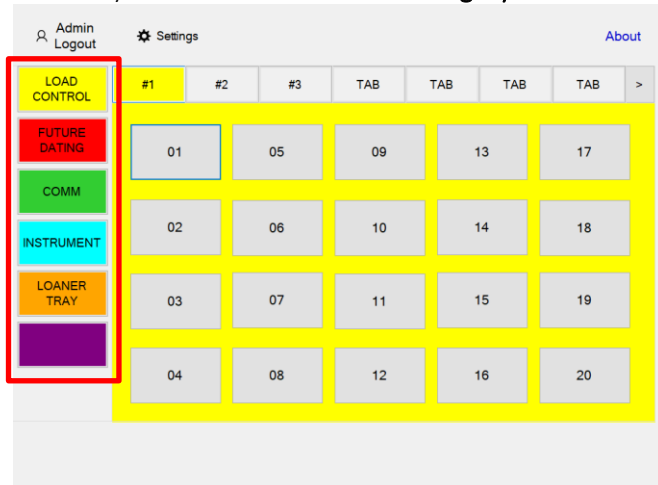 Admin
Logout
Settings
About
LOAD
CONTROL
#1 #2 #3 TAB TAB TAB TAB >
FUTURE
DATING
COMM
INSTRUMENT
LOANER
TRAY
01 05 09 13 17
02 06 10 14 18
03 07 11 15 19
04 08 12 16 20